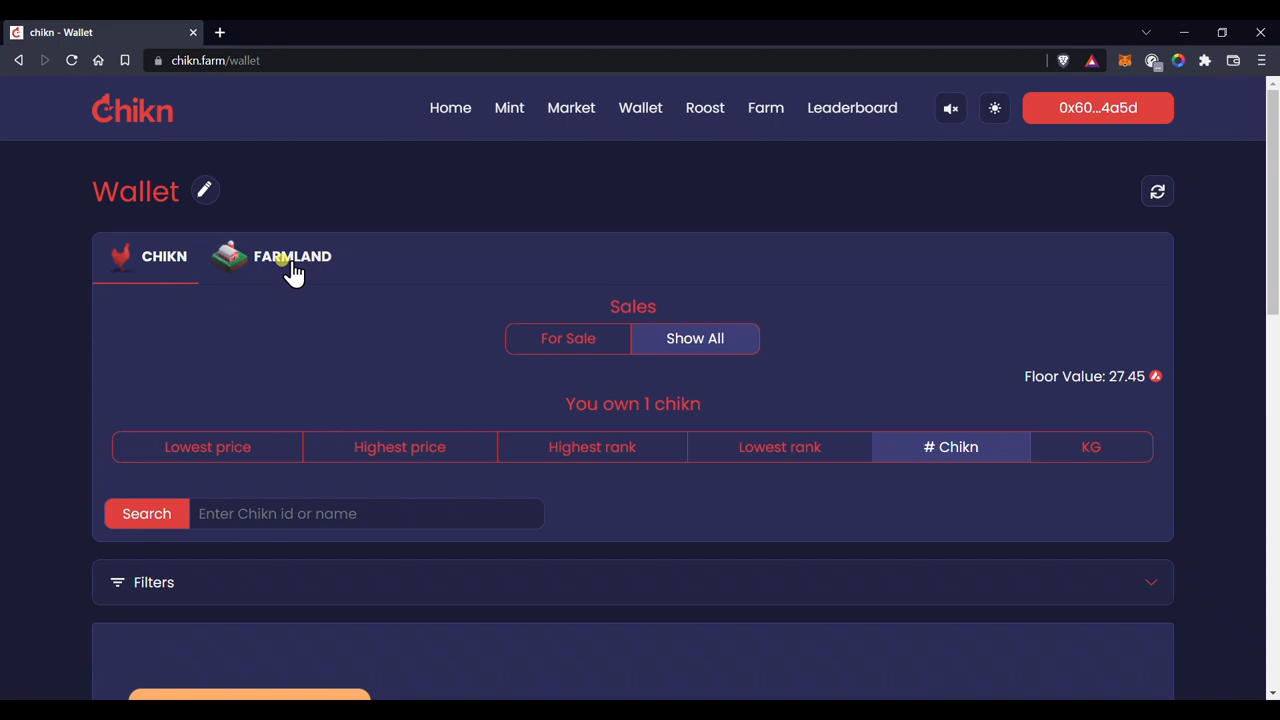 chikn - Wallet
chikn.farm/wallet
Chikn
Home Mint Market Wallet Roost Farm Leaderboard 0x60...4a5d
Wallet
CHIKN FARMLAND
Sales
For Sale Show All
Floor Value: 27.45
You own 1 chikn
Lowest price Highest price Highest rank Lowest rank # Chikn KG
Search Enter Chikn id or name
Filters